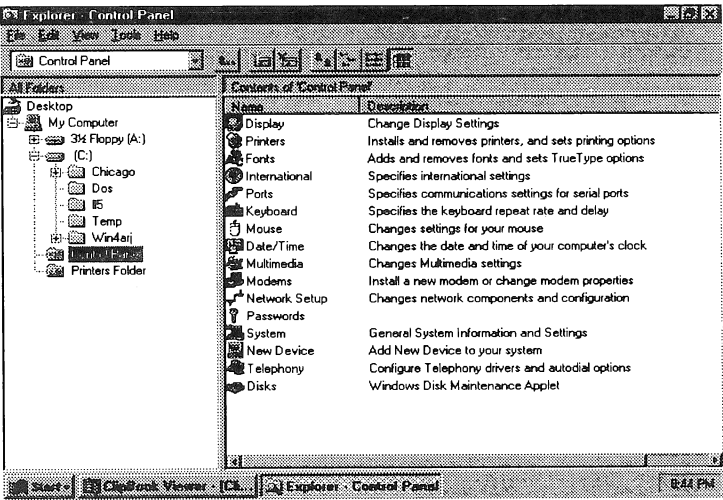 Explorer - Control Panel
File Edit View Tools Help
Control Panel
All Folders
Contents of 'Control Panel'
Name Description
Desktop
My Computer
3½ Floppy (A:)
(C:)
Chicago
Dos
Il5
Temp
Win4arj
Control Panel
Printers Folder
Display Change Display Settings
Printers Installs and removes printers, and sets printing options
Fonts Adds and removes fonts and sets TrueType options
International Specifies international settings
Ports Specifies communications settings for serial ports
Keyboard Specifies the keyboard repeat rate and delay
Mouse Changes settings for your mouse
Date/Time Changes the date and time of your computer's clock
Multimedia Changes Multimedia settings
Modems Install a new modem or change modem properties
Network Setup Changes network components and configuration
Passwords
System General System Information and Settings
New Device Add New Device to your system
Telephony Configure Telephony drivers and autodial options
Disks Windows Disk Maintenance Applet
Start ClipBook Viewer - [Cli... Explorer - Control Panel 8:44 PM